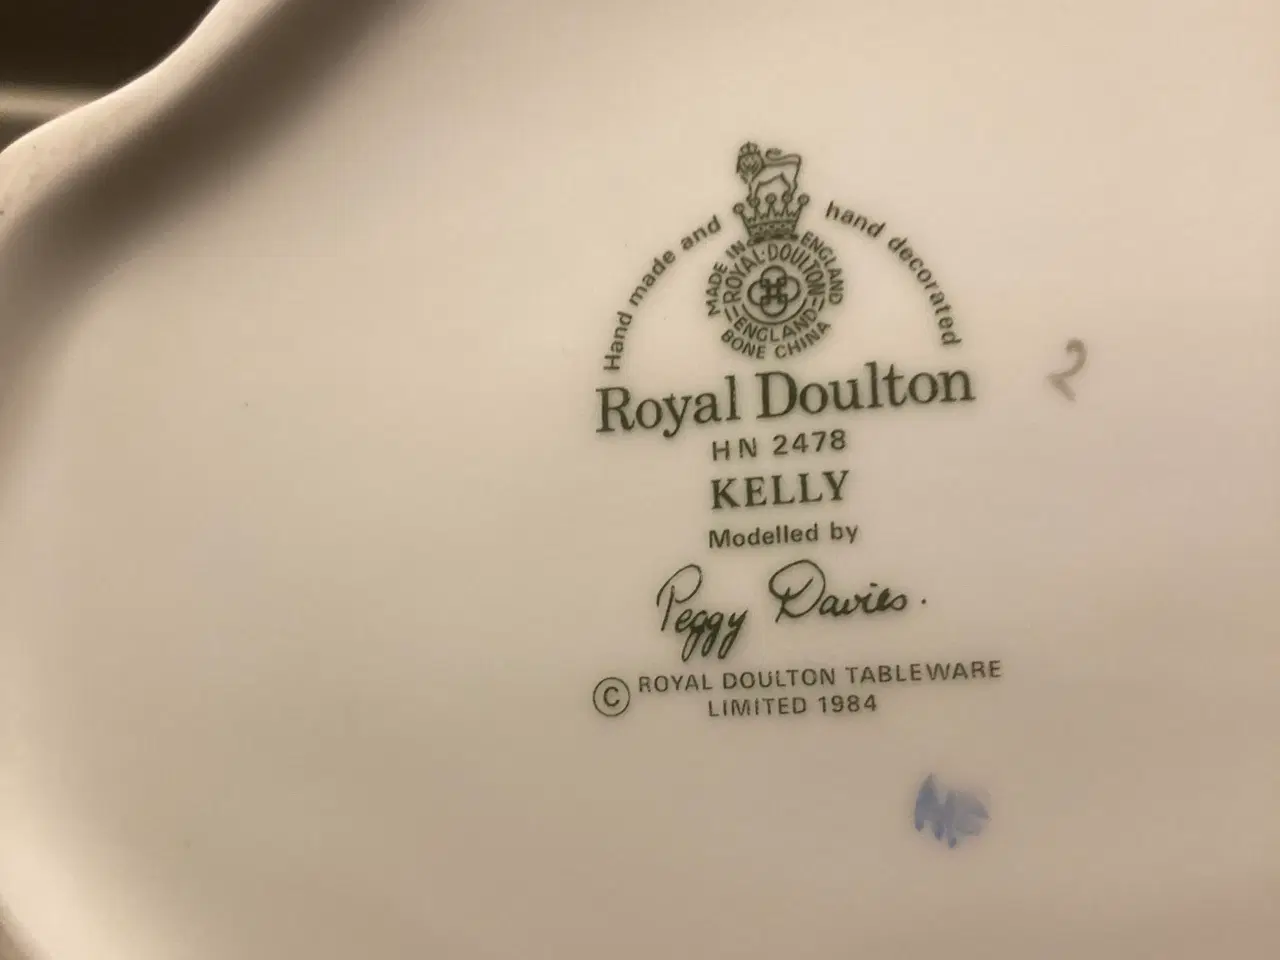 Hand made and hand decorated
MADE IN ENGLAND
ROYAL·DOULTON
ENGLAND
BONE CHINA
Royal Doulton
HN 2478
KELLY
Modelled by
Peggy Davies.
© ROYAL DOULTON TABLEWARE
LIMITED 1984
2